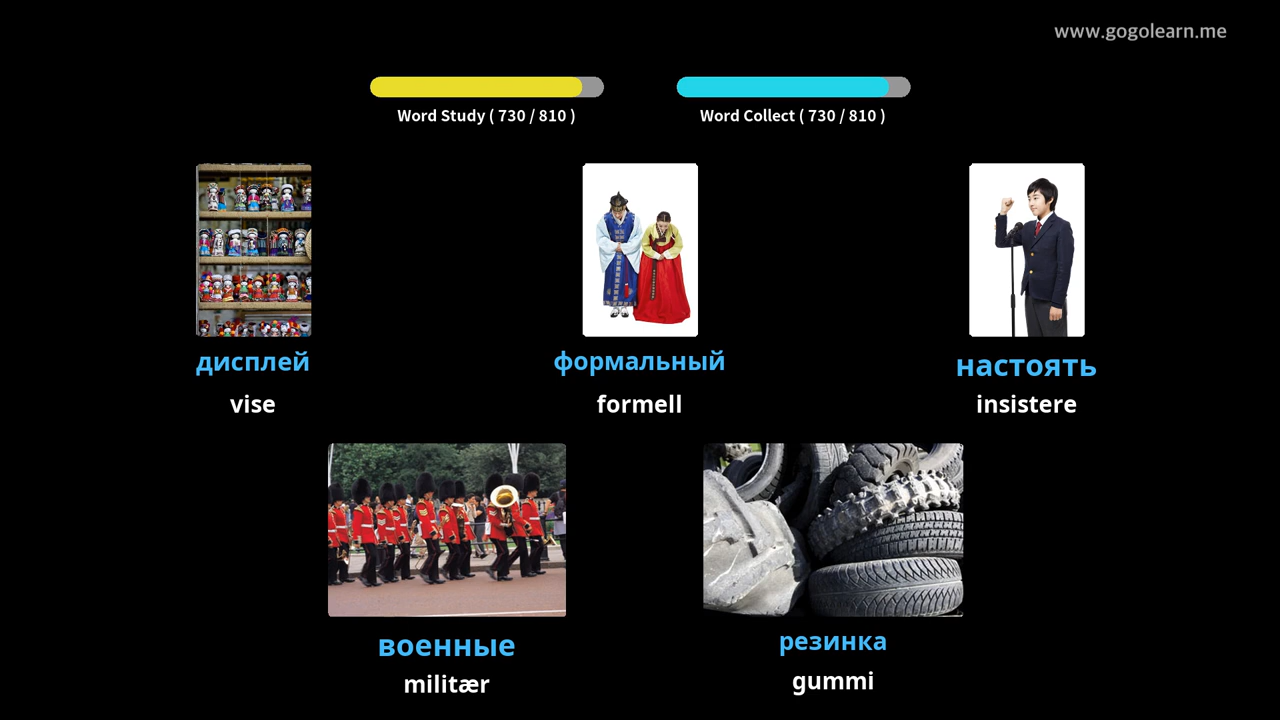 www.gogolearn.me
Word Study ( 730 / 810 )
Word Collect ( 730 / 810 )
дисплей
vise
формальный
formell
настоять
insistere
военные
militær
резинка
gummi